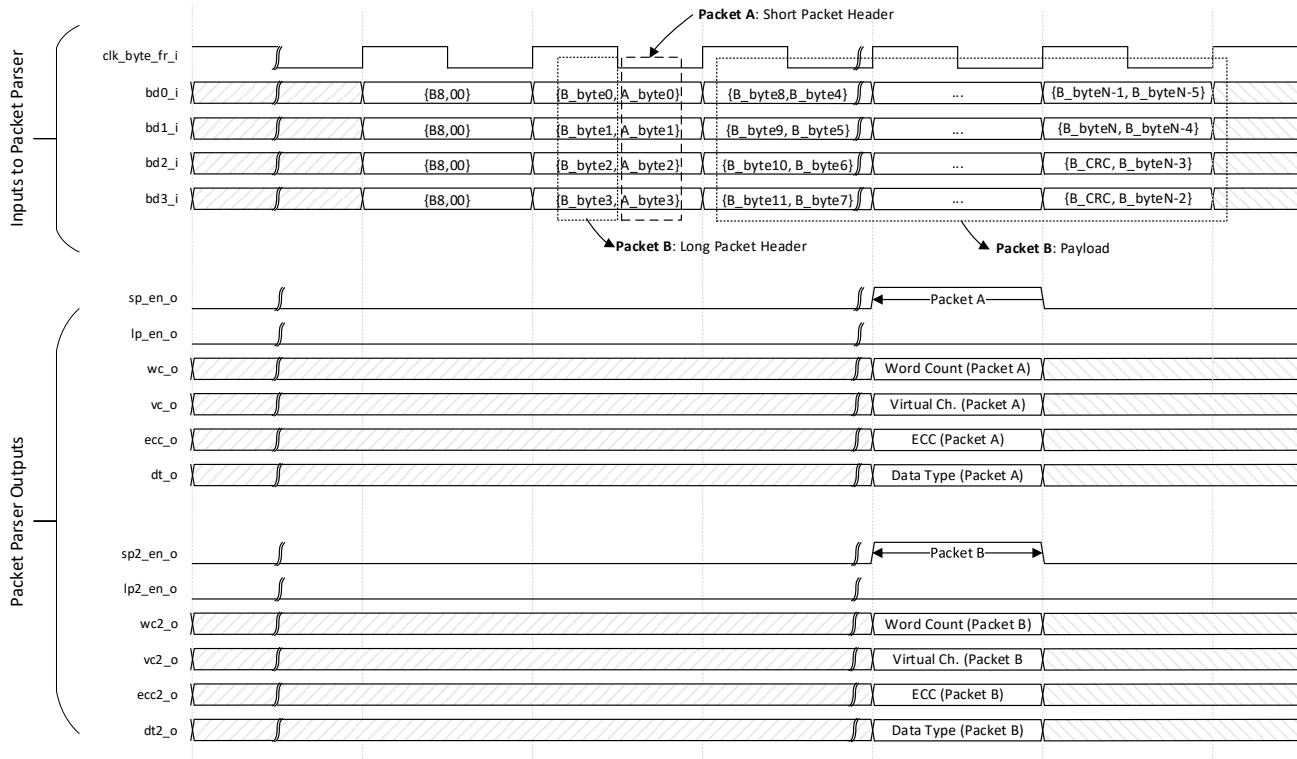 Packet A: Short Packet Header
Inputs to Packet Parser
clk_byte_fr_i
bd0_i
{B8,00}
{B_byte0, A_byte0}
{B_byte8,B_byte4}
...
{B_byteN-1, B_byteN-5}
bd1_i
{B8,00}
{B_byte1, A_byte1}
{B_byte9, B_byte5}
...
{B_byteN, B_byteN-4}
bd2_i
{B8,00}
{B_byte2, A_byte2}
{B_byte10, B_byte6}
...
{B_CRC, B_byteN-3}
bd3_i
{B8,00}
{B_byte3, A_byte3}
{B_byte11, B_byte7}
...
{B_CRC, B_byteN-2}
Packet B: Long Packet Header
Packet B: Payload
Packet Parser Outputs
sp_en_o
Packet A
lp_en_o
wc_o
Word Count (Packet A)
vc_o
Virtual Ch. (Packet A)
ecc_o
ECC (Packet A)
dt_o
Data Type (Packet A)
sp2_en_o
Packet B
lp2_en_o
wc2_o
Word Count (Packet B)
vc2_o
Virtual Ch. (Packet B
ecc2_o
ECC (Packet B)
dt2_o
Data Type (Packet B)